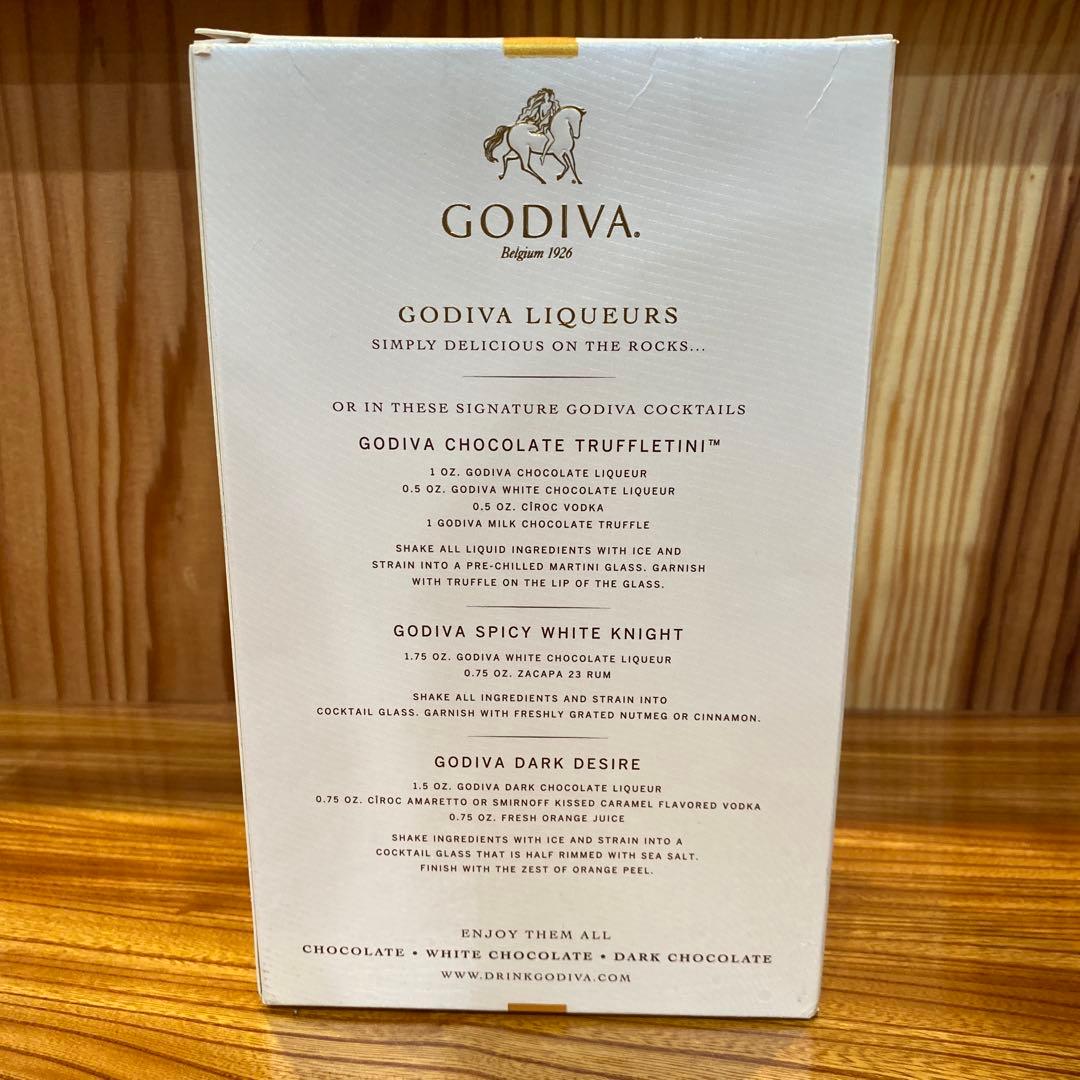 GODIVA®
Belgium 1926
GODIVA LIQUEURS
SIMPLY DELICIOUS ON THE ROCKS...
OR IN THESE SIGNATURE GODIVA COCKTAILS
GODIVA CHOCOLATE TRUFFLETINI™
1 OZ. GODIVA CHOCOLATE LIQUEUR
0.5 OZ. GODIVA WHITE CHOCOLATE LIQUEUR
0.5 OZ. CÎROC VODKA
1 GODIVA MILK CHOCOLATE TRUFFLE
SHAKE ALL LIQUID INGREDIENTS WITH ICE AND
STRAIN INTO A PRE-CHILLED MARTINI GLASS. GARNISH
WITH TRUFFLE ON THE LIP OF THE GLASS.
GODIVA SPICY WHITE KNIGHT
1.75 OZ. GODIVA WHITE CHOCOLATE LIQUEUR
0.75 OZ. ZACAPA 23 RUM
SHAKE ALL INGREDIENTS AND STRAIN INTO
COCKTAIL GLASS. GARNISH WITH FRESHLY GRATED NUTMEG OR CINNAMON.
GODIVA DARK DESIRE
1.5 OZ. GODIVA DARK CHOCOLATE LIQUEUR
0.75 OZ. CÎROC AMARETTO OR SMIRNOFF KISSED CARAMEL FLAVORED VODKA
0.75 OZ. FRESH ORANGE JUICE
SHAKE INGREDIENTS WITH ICE AND STRAIN INTO A
COCKTAIL GLASS THAT IS HALF RIMMED WITH SEA SALT.
FINISH WITH THE ZEST OF ORANGE PEEL.
ENJOY THEM ALL
CHOCOLATE • WHITE CHOCOLATE • DARK CHOCOLATE
WWW.DRINKGODIVA.COM